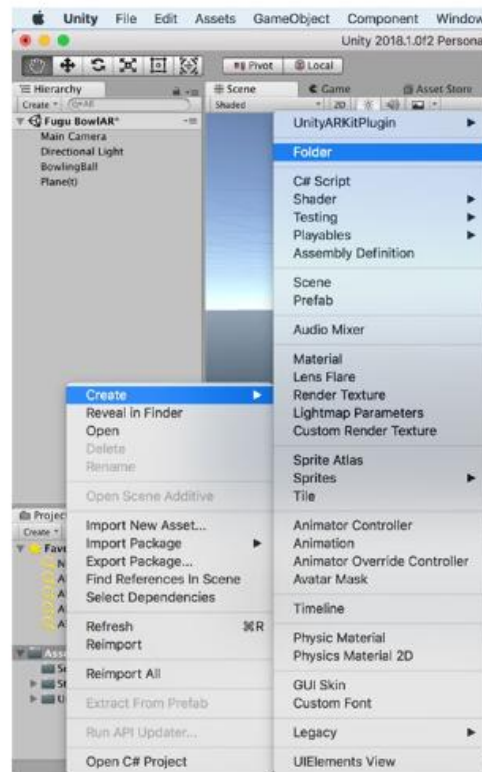 Unity File Edit Assets GameObject Component Window
Unity 2018.1.0f2 Persona
Pivot Local
Hierarchy
Scene Game Asset Store
Create All
Shaded 2D
Fugu BowlAR*
Main Camera
Directional Light
BowlingBall
Plane(t)
UnityARKitPlugin
Folder
C# Script
Shader
Testing
Playables
Assembly Definition
Scene
Prefab
Audio Mixer
Material
Lens Flare
Render Texture
Lightmap Parameters
Custom Render Texture
Sprite Atlas
Sprites
Tile
Animator Controller
Animation
Animator Override Controller
Avatar Mask
Timeline
Physic Material
Physics Material 2D
GUI Skin
Custom Font
Legacy
UIElements View
Create
Reveal in Finder
Open
Delete
Rename
Open Scene Additive
Import New Asset...
Import Package
Export Package...
Find References In Scene
Select Dependencies
Refresh ⌘R
Reimport
Reimport All
Extract From Prefab
Run API Updater...
Open C# Project
Projec
Create
Fav
Ass